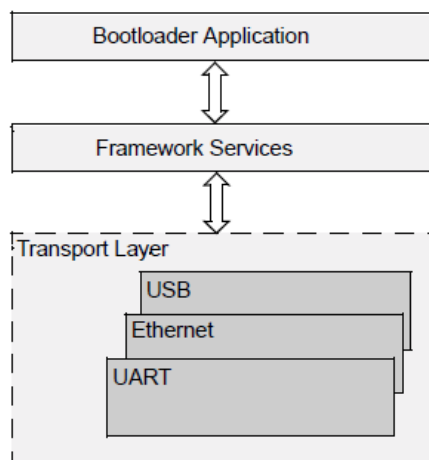 Bootloader Application
Framework Services
Transport Layer
USB
Ethernet
UART